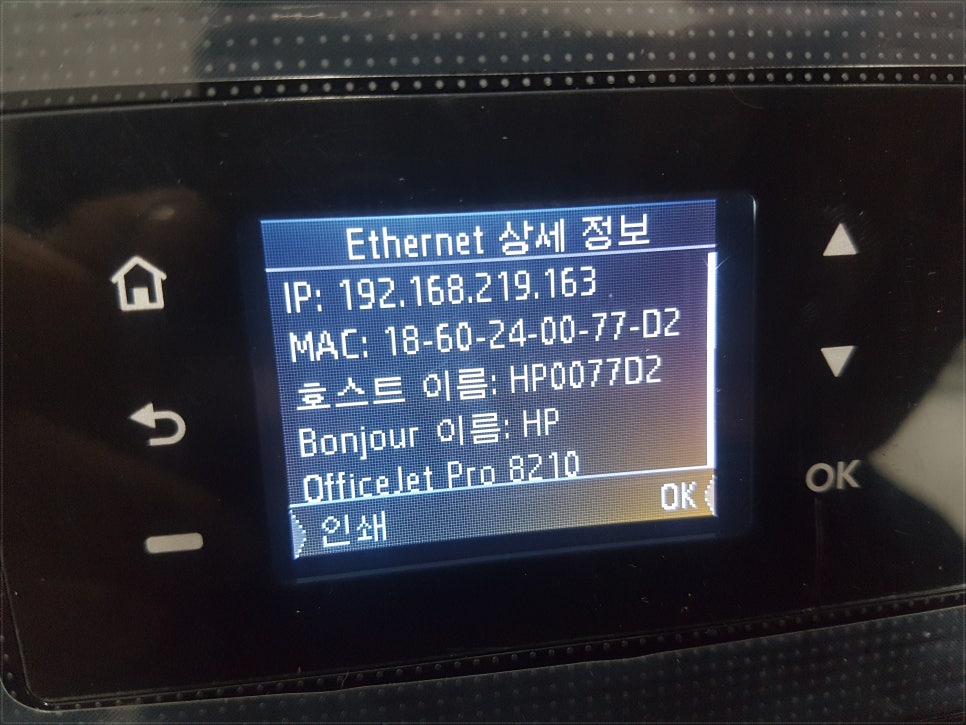 Ethernet 상세 정보
IP: 192.168.219.163
MAC: 18-60-24-00-77-D2
호스트 이름: HP0077D2
Bonjour 이름: HP
OfficeJet Pro 8210
인쇄 OK
OK